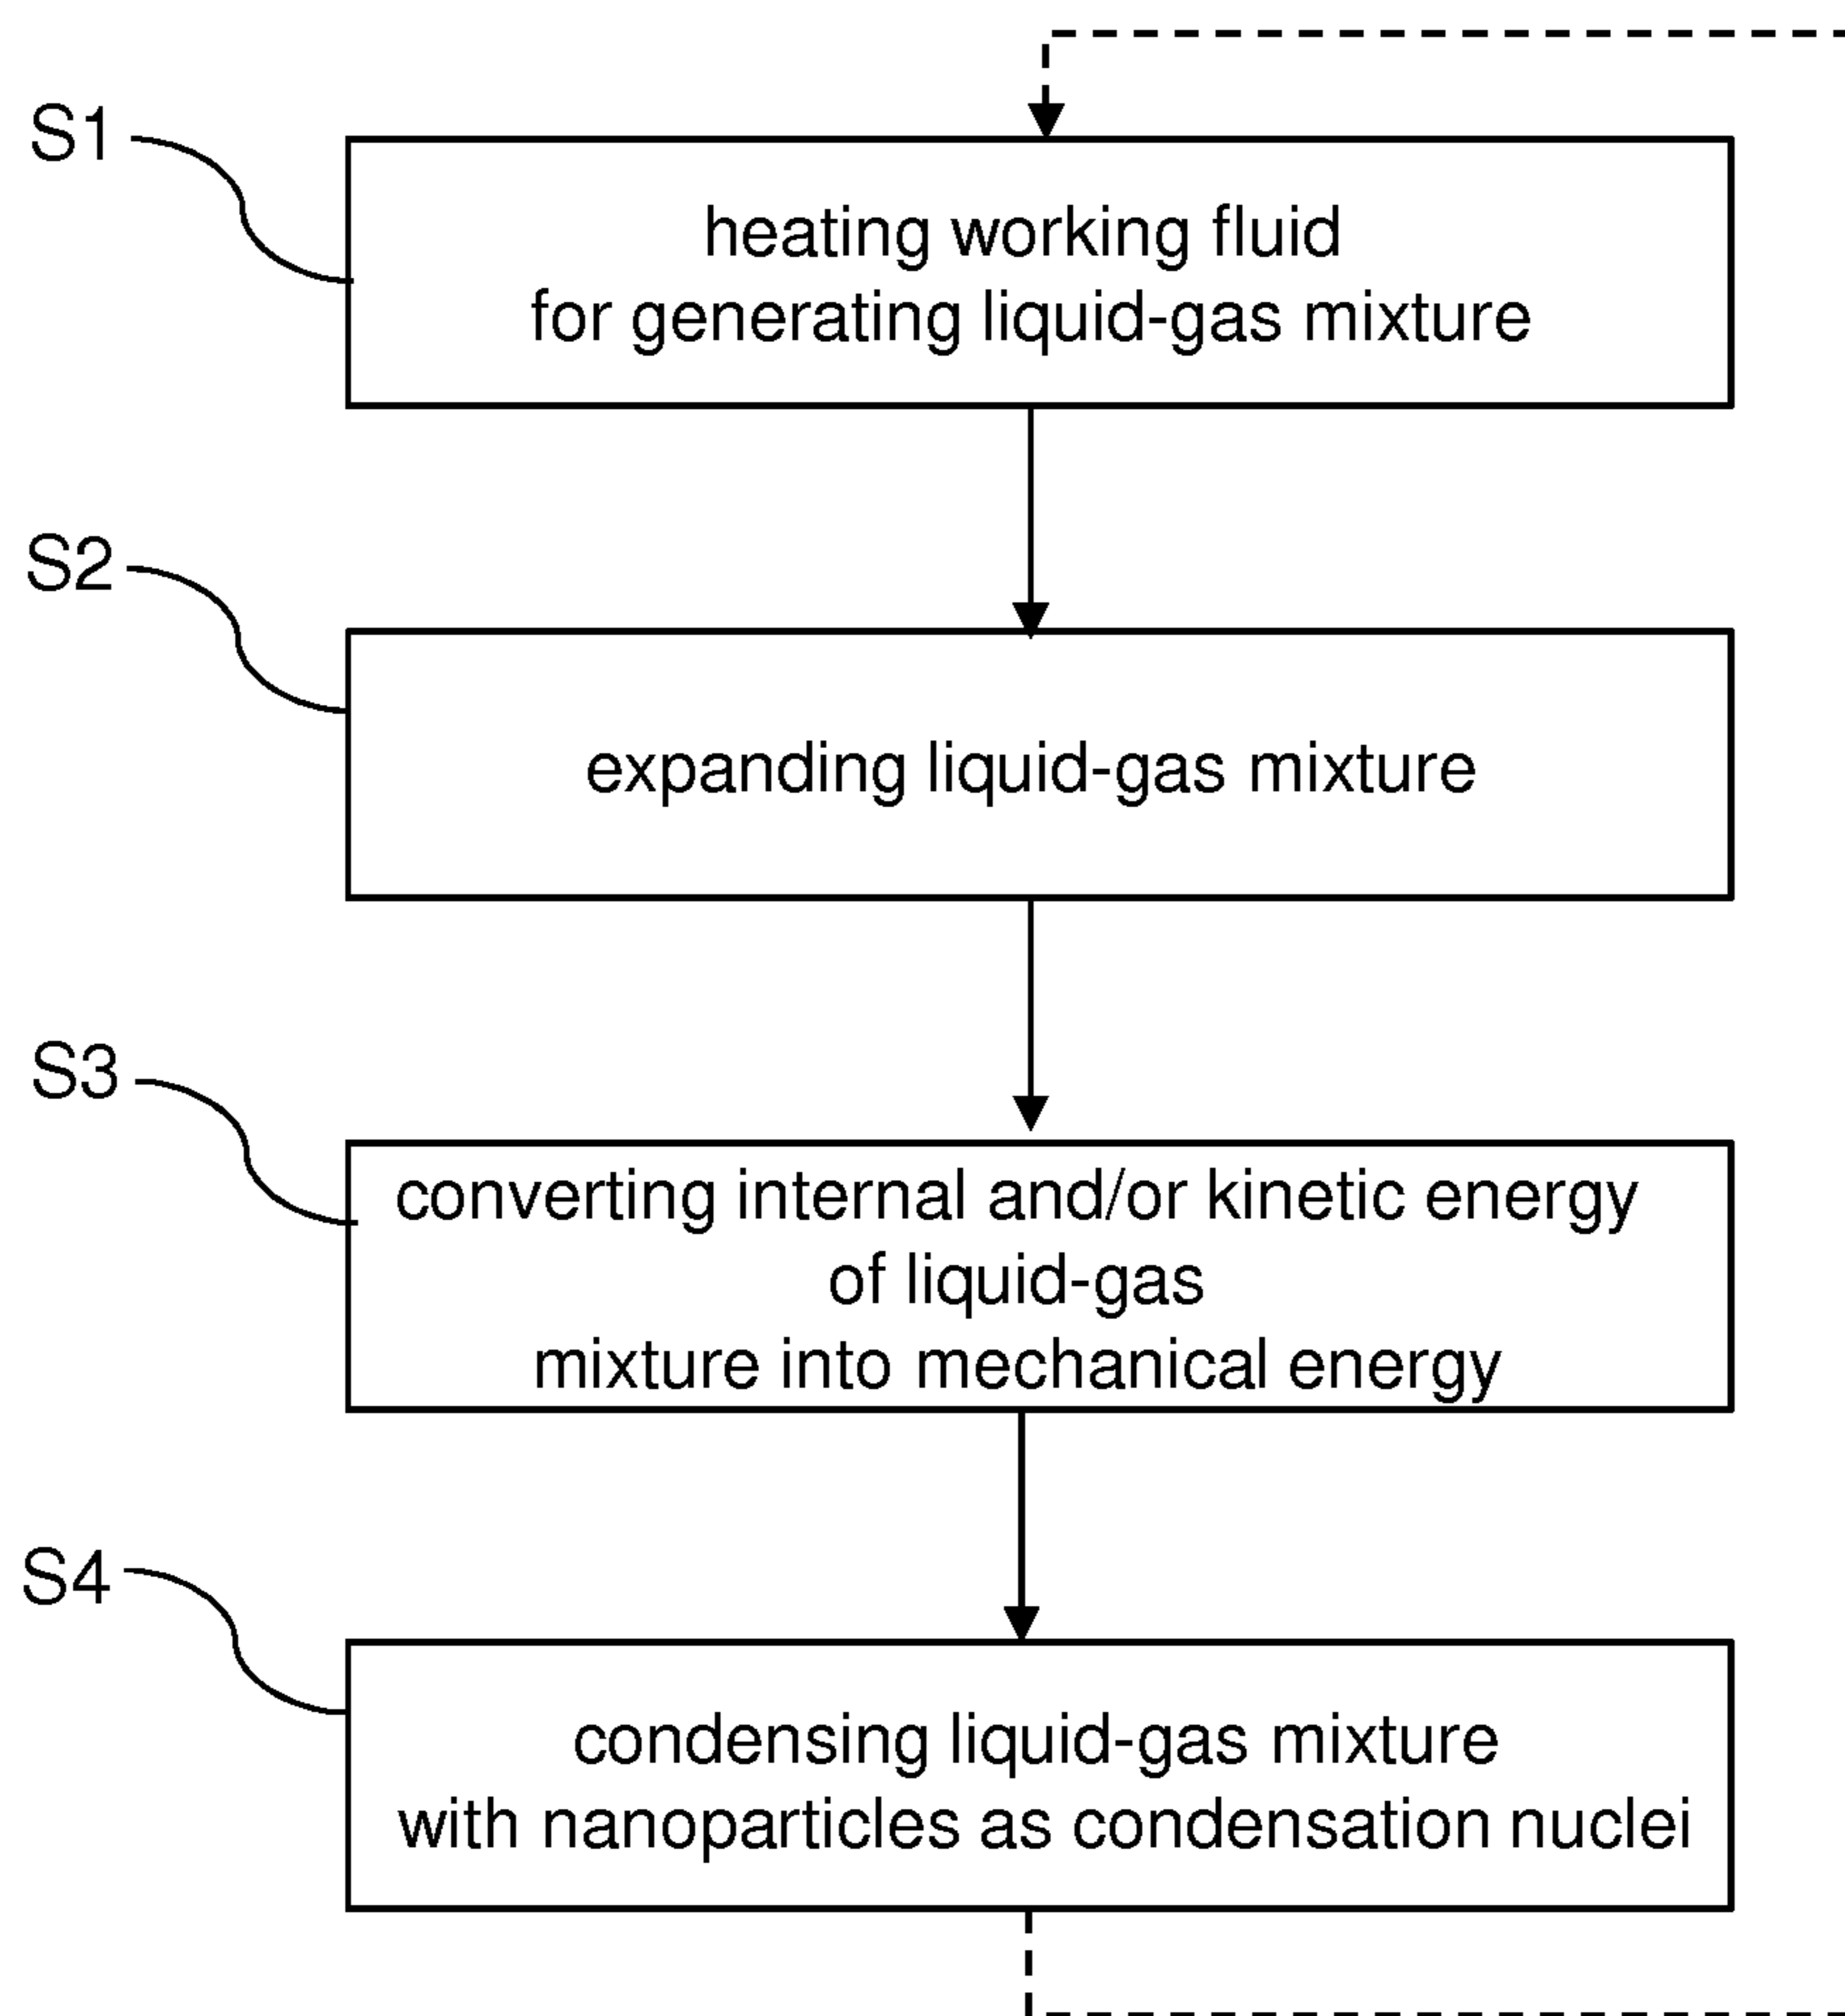 S1
heating working fluid
for generating liquid-gas mixture
S2
expanding liquid-gas mixture
S3
converting internal and/or kinetic energy
of liquid-gas
mixture into mechanical energy
S4
condensing liquid-gas mixture
with nanoparticles as condensation nuclei